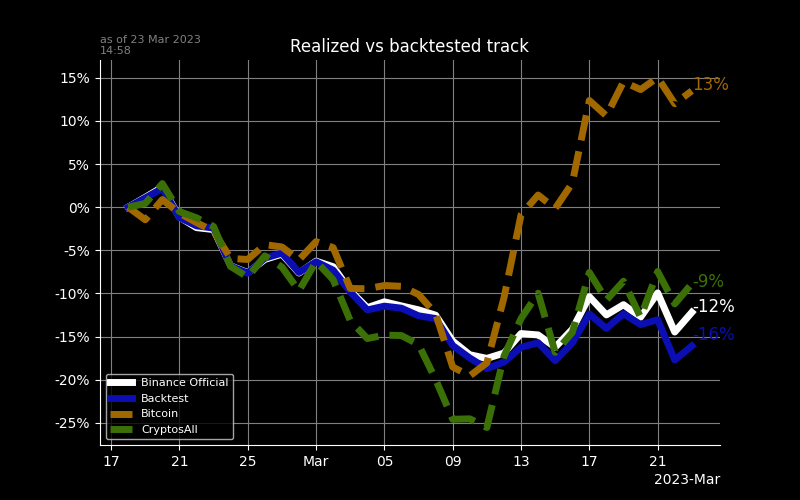 as of 23 Mar 2023
14:58
Realized vs backtested track
15%
10%
5%
0%
-5%
-10%
-15%
-20%
-25%
13%
-9%
-12%
-16%
Binance Official
Backtest
Bitcoin
CryptosAll
17 21 25 Mar 05 09 13 17 21
2023-Mar